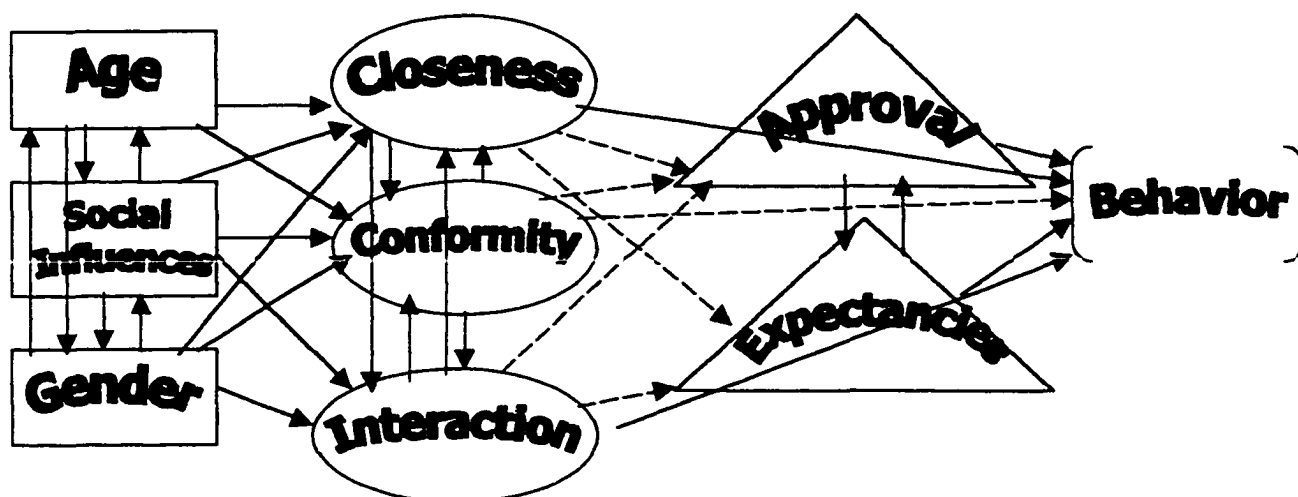 Age
Social
Influences
Gender
Closeness
Conformity
Interaction
Approval
Expectancies
Behavior